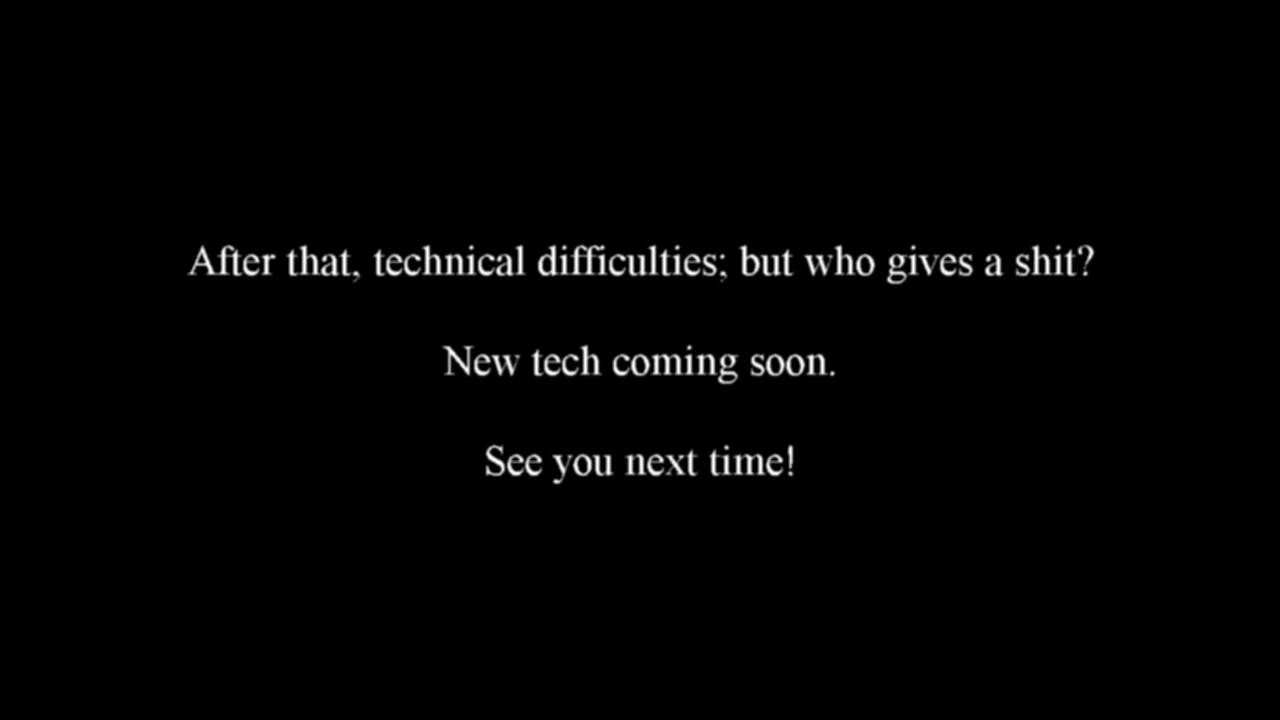 After that, technical difficulties; but who gives a shit?
New tech coming soon.
See you next time!